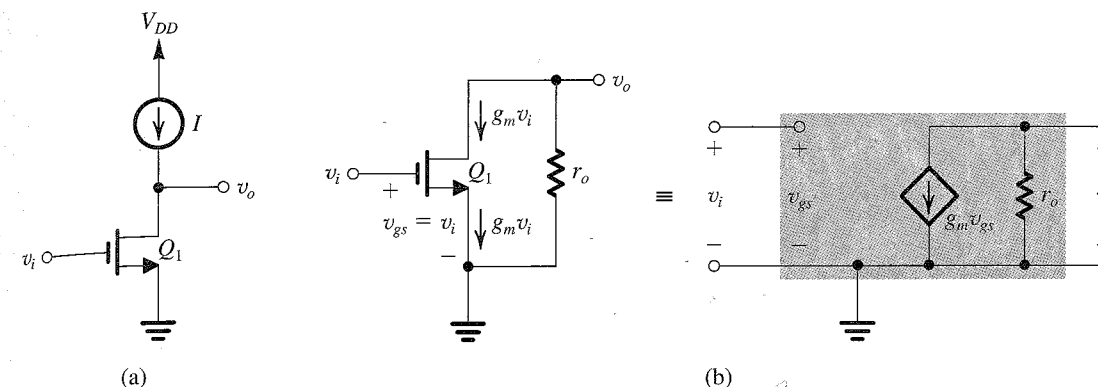 V_DD
I
v_o
v_i
Q_1
(a)
v_o
g_m v_i
v_i
+
Q_1
r_o
v_gs = v_i
g_m v_i
−
≡
+
+
v_i
v_gs
g_m v_gs
r_o
−
−
(b)